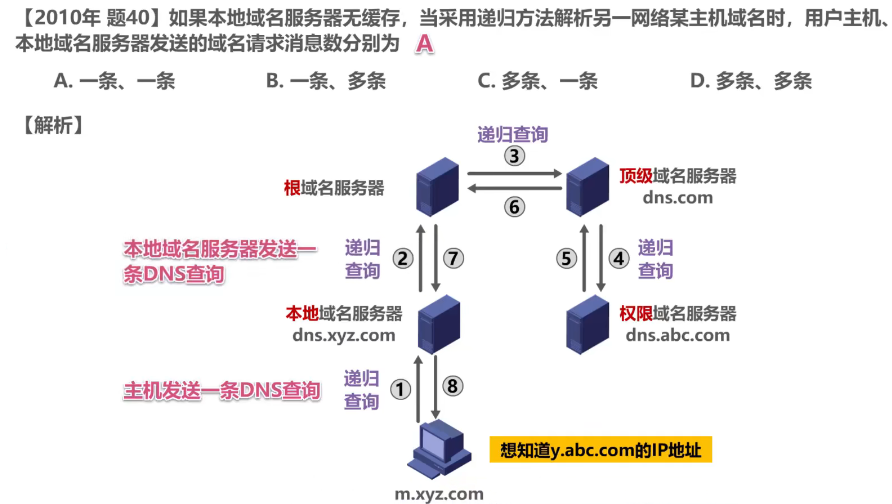 【2010年 题40】如果本地域名服务器无缓存，当采用递归方法解析另一网络某主机域名时，用户主机、
本地域名服务器发送的域名请求消息数分别为 A
A. 一条、一条 B. 一条、多条 C. 多条、一条 D. 多条、多条
【解析】
递归查询
③
根域名服务器
顶级域名服务器
dns.com
⑥
本地域名服务器发送一
条DNS查询
递归
查询
②
⑦
⑤
④
递归
查询
本地域名服务器
dns.xyz.com
权限域名服务器
dns.abc.com
主机发送一条DNS查询
递归
查询
①
⑧
想知道y.abc.com的IP地址
m.xyz.com